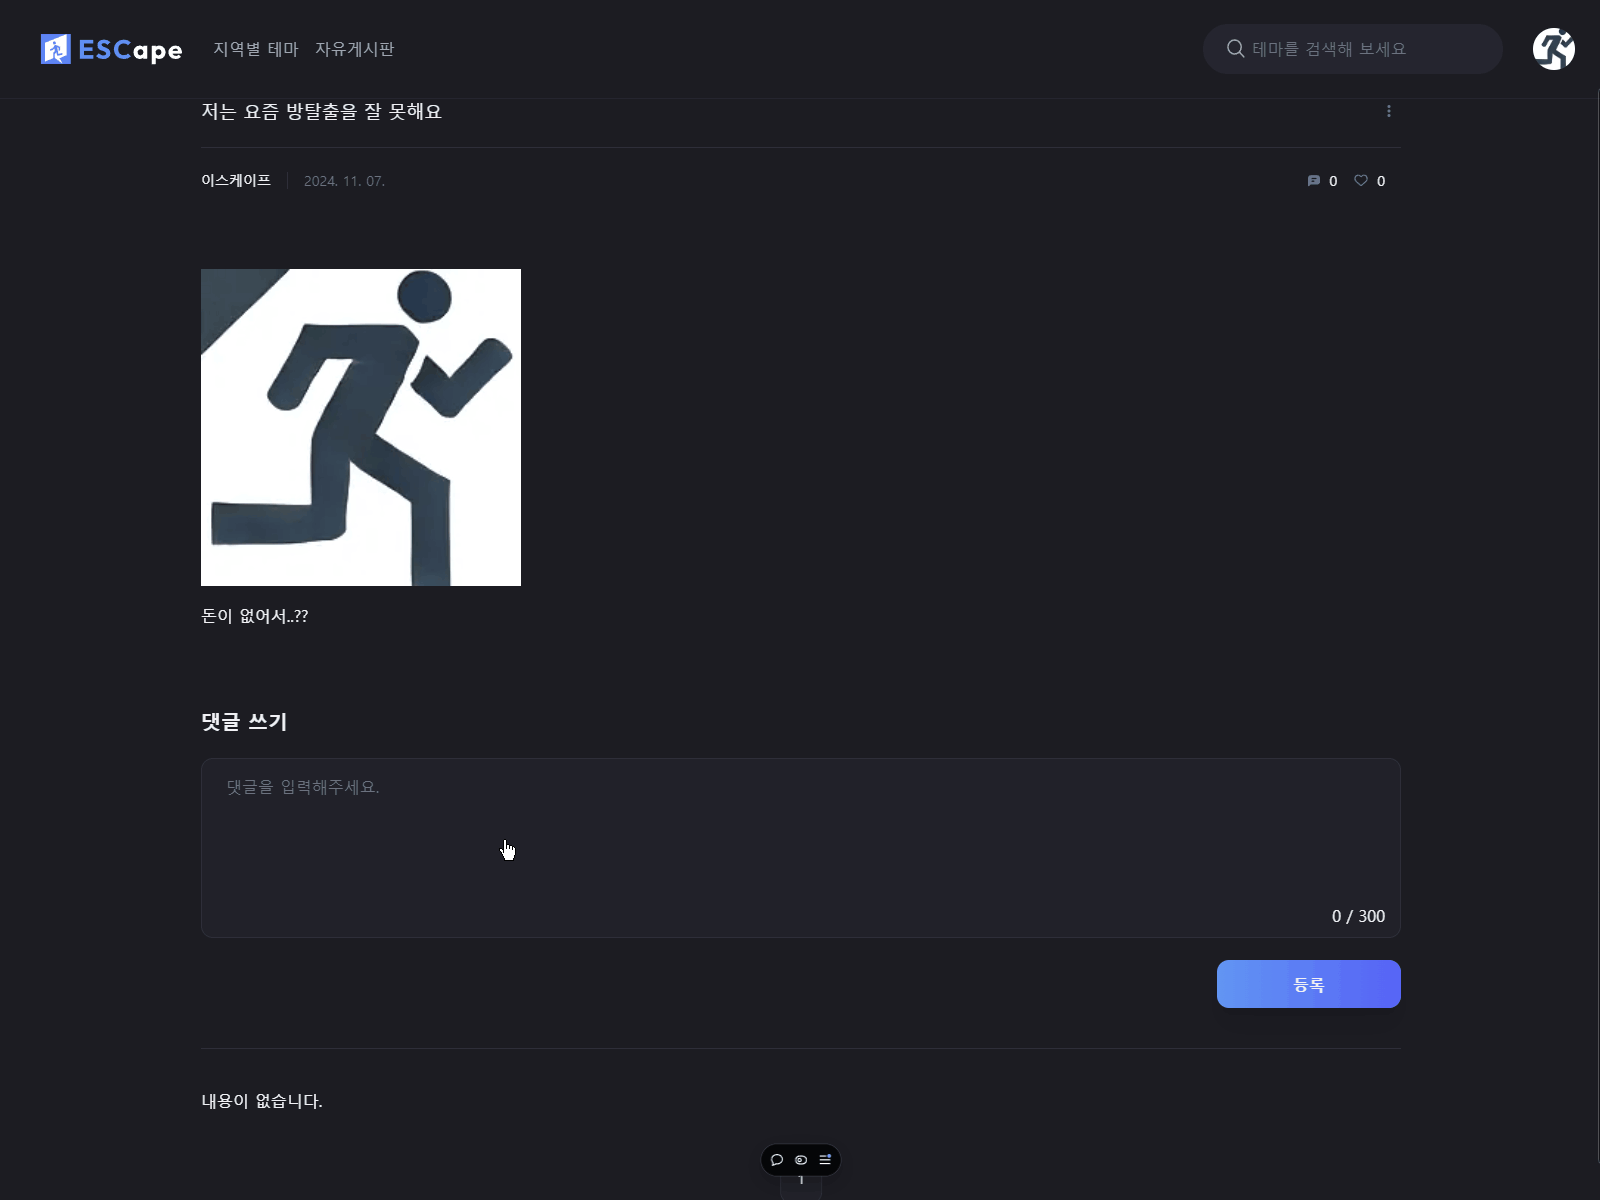 ESCape
지역별 테마
자유게시판
테마를 검색해 보세요
저는 요즘 방탈출을 잘 못해요
이스케이프
2024. 11. 07.
0
0
돈이 없어서..??
댓글 쓰기
댓글을 입력해주세요.
0 / 300
등록
내용이 없습니다.
1